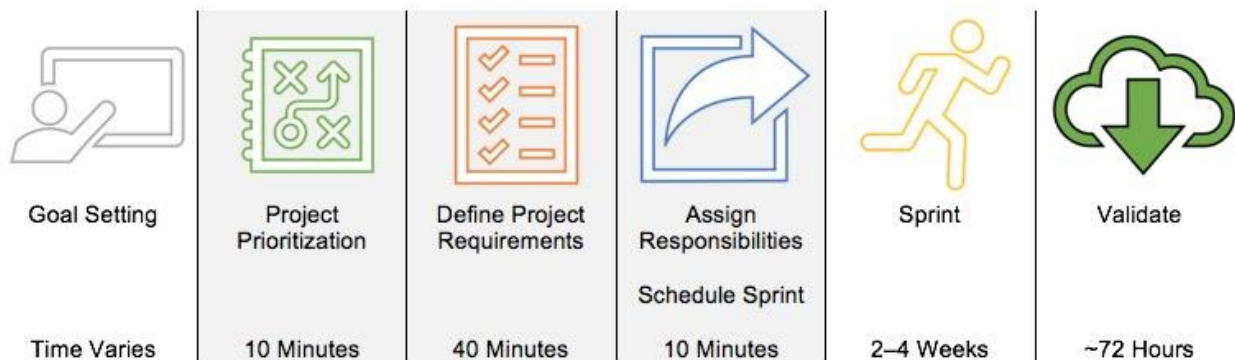 Goal Setting
Time Varies
Project
Prioritization
10 Minutes
Define Project
Requirements
40 Minutes
Assign
Responsibilities
Schedule Sprint
10 Minutes
Sprint
2–4 Weeks
Validate
~72 Hours